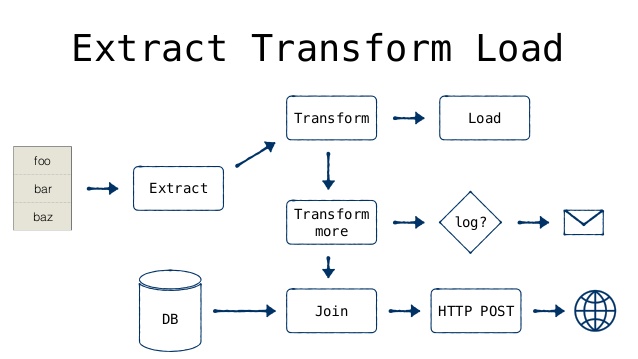 Extract Transform Load
Transform
Load
foo
bar
baz
Extract
Transform
more
log?
DB
Join
HTTP POST